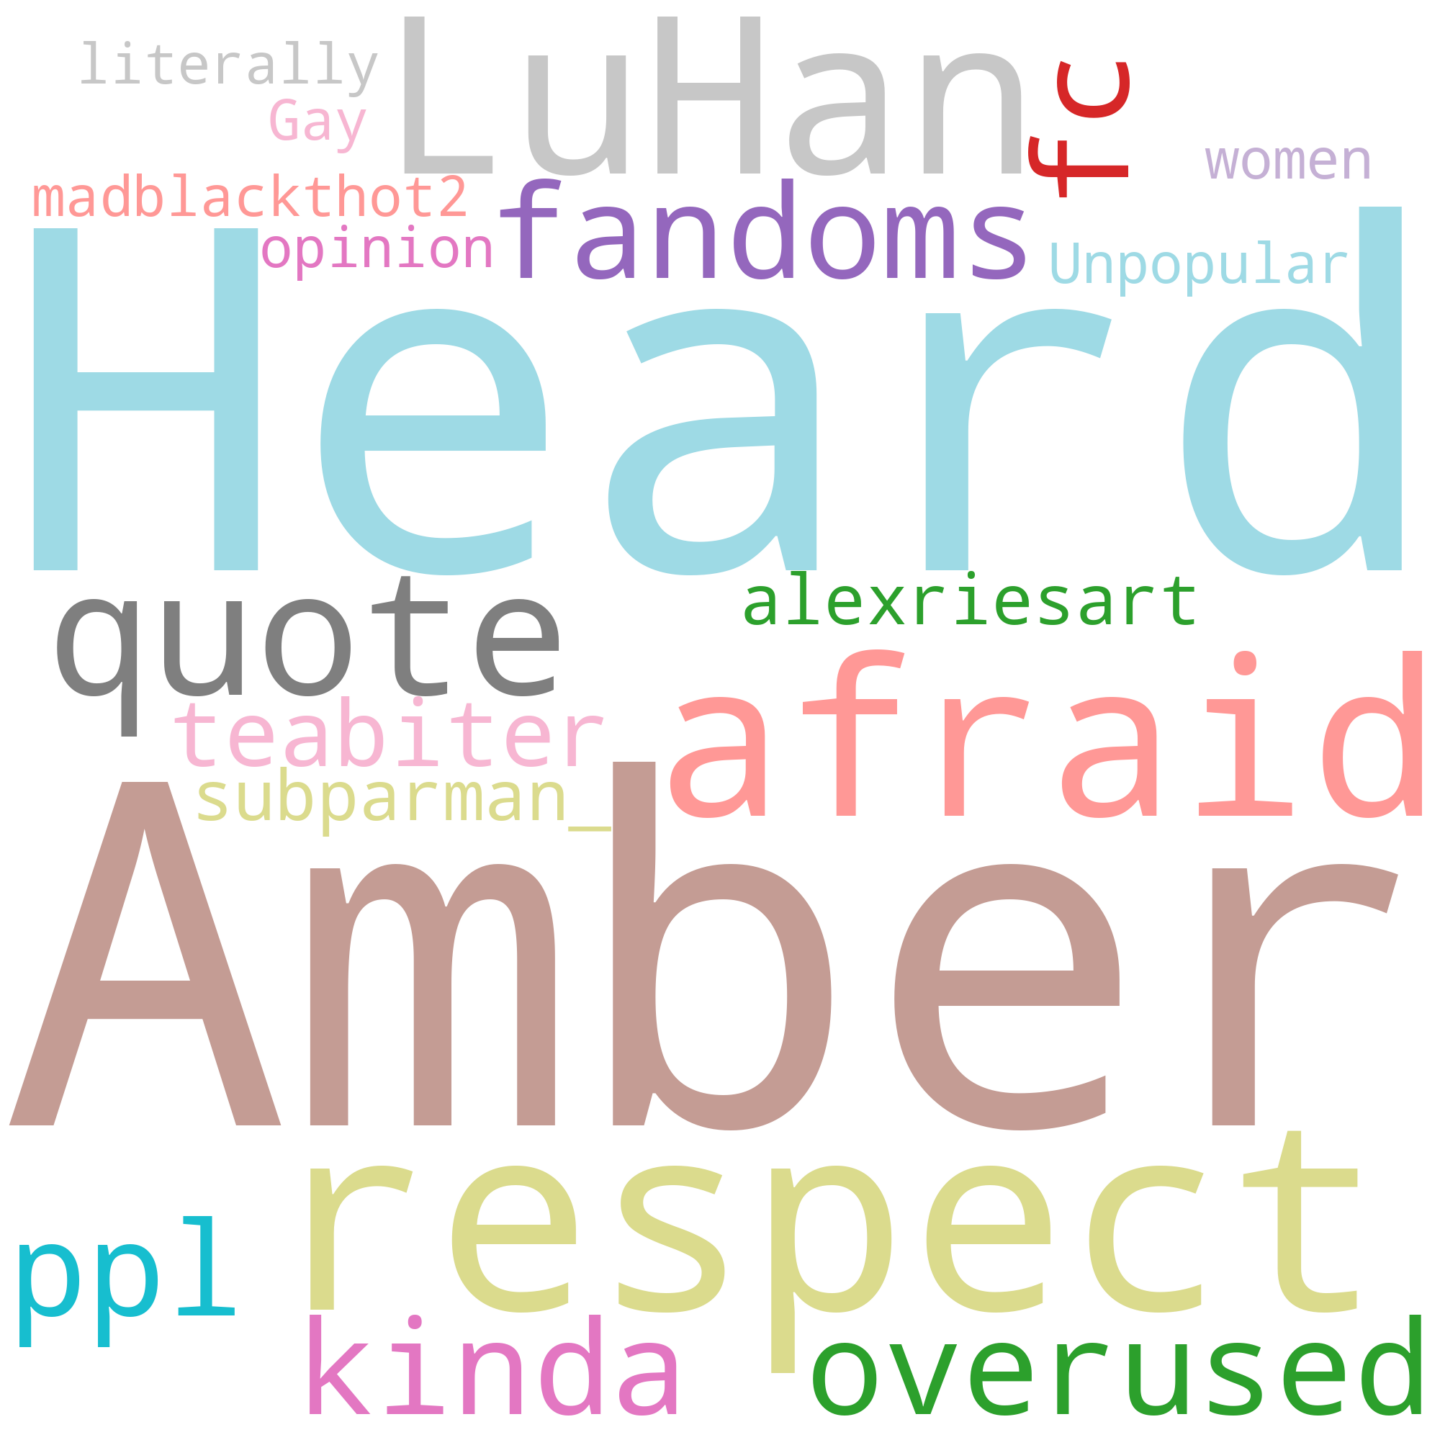 literally
LuHan
fc
Gay
women
madblackthot2
fandoms
opinion
Unpopular
Heard
quote
alexriesart
teabiter
afraid
subparman_
Amber
respect
ppl
kinda
overused